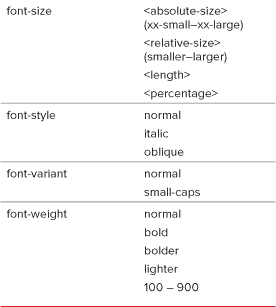 font-size <absolute-size>
(xx-small–xx-large)
<relative-size>
(smaller–larger)
<length>
<percentage>
font-style normal
italic
oblique
font-variant normal
small-caps
font-weight normal
bold
bolder
lighter
100 – 900